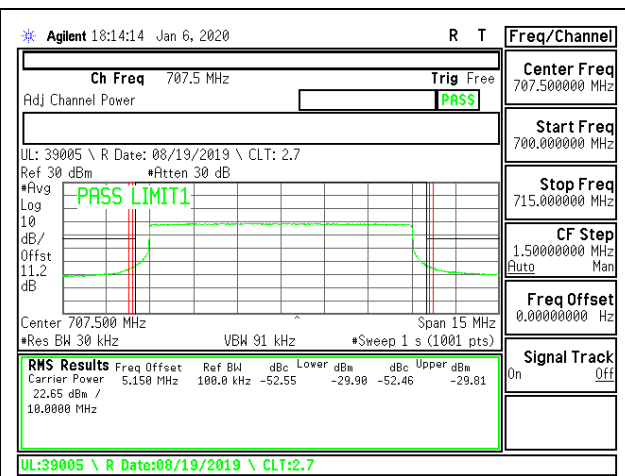 Agilent 18:14:14 Jan 6, 2020 R T
Freq/Channel
Ch Freq 707.5 MHz Trig Free
Adj Channel Power PASS
UL: 39005 \ R Date: 08/19/2019 \ CLT: 2.7
Ref 30 dBm #Atten 30 dB
#Avg
Log
10
dB/
Offst
11.2
dB
PASS LIMIT1
Center 707.500 MHz Span 15 MHz
#Res BW 30 kHz VBW 91 kHz #Sweep 1 s (1001 pts)
RMS Results Freq Offset Ref BW dBc Lower dBm dBc Upper dBm
Carrier Power 5.150 MHz 100.0 kHz -52.55 -29.90 -52.46 -29.81
22.65 dBm /
10.0000 MHz
UL:39005 \ R Date:08/19/2019 \ CLT:2.7
Center Freq
707.500000 MHz
Start Freq
700.000000 MHz
Stop Freq
715.000000 MHz
CF Step
1.50000000 MHz
Auto Man
Freq Offset
0.00000000 Hz
Signal Track
On Off